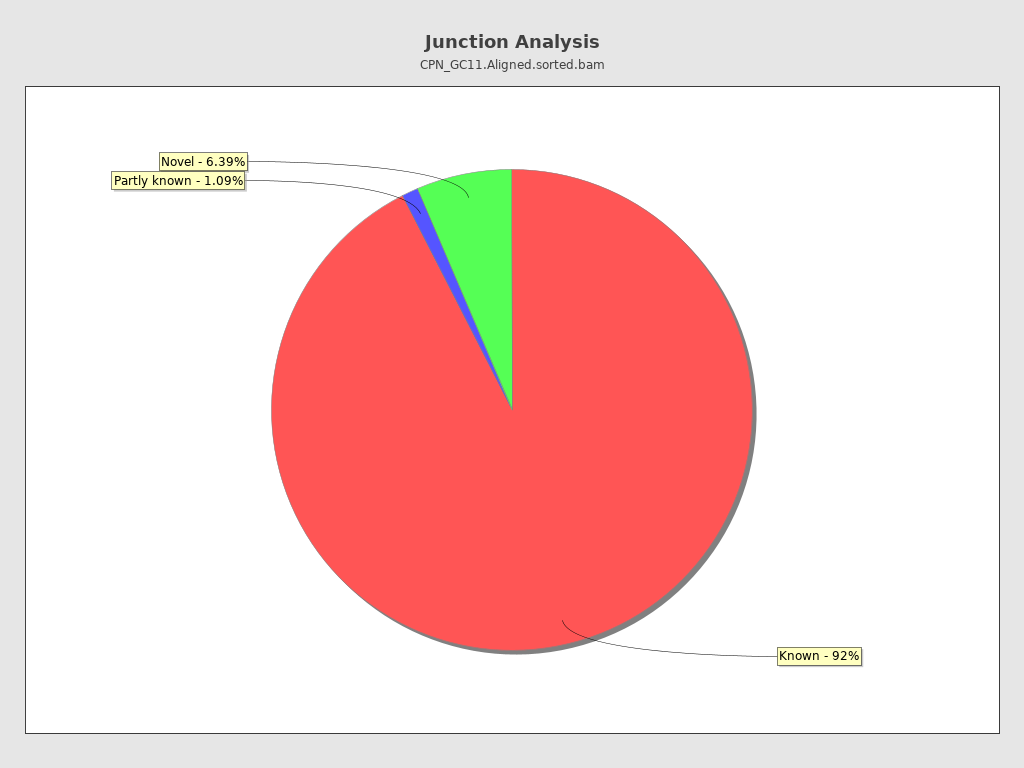 Junction Analysis
CPN_GC11.Aligned.sorted.bam
Novel - 6.39%
Partly known - 1.09%
Known - 92%